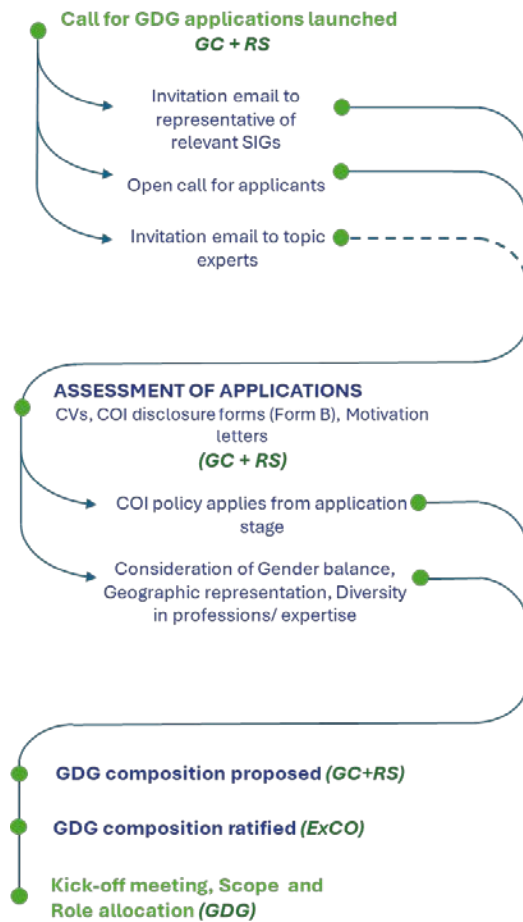 Call for GDG applications launched
GC + RS
Invitation email to
representative of
relevant SIGs
Open call for applicants
Invitation email to topic
experts
ASSESSMENT OF APPLICATIONS
CVs, COI disclosure forms (Form B), Motivation
letters
(GC + RS)
COI policy applies from application
stage
Consideration of Gender balance,
Geographic representation, Diversity
in professions/ expertise
GDG composition proposed (GC+RS)
GDG composition ratified (ExCO)
Kick-off meeting, Scope and
Role allocation (GDG)